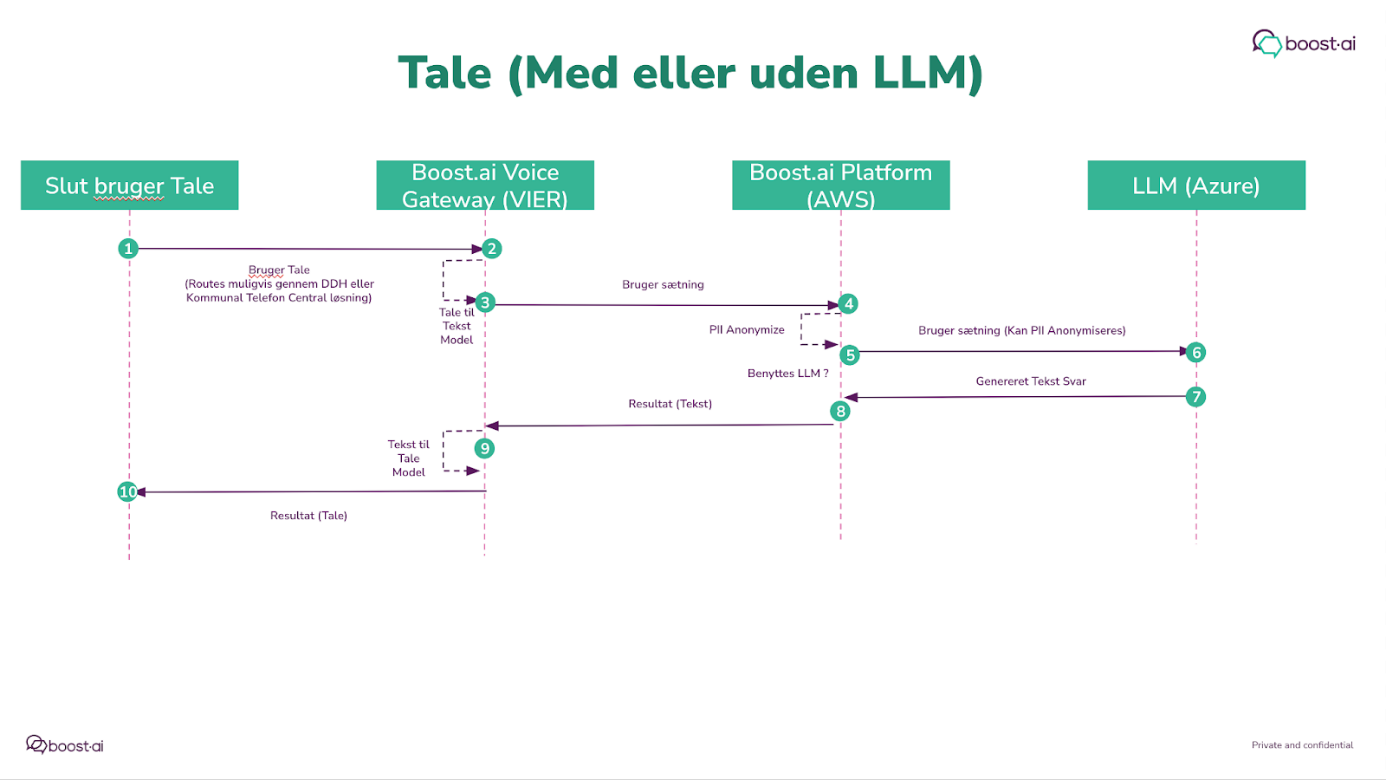 boost.ai
Tale (Med eller uden LLM)
Slut bruger Tale
Boost.ai Voice
Gateway (VIER)
Boost.ai Platform
(AWS)
LLM (Azure)
1
2
Bruger Tale
(Routes muligvis gennem DDH eller
Kommunal Telefon Central løsning)
3
Tale til
Tekst
Model
Bruger sætning
4
PII Anonymize
5
Bruger sætning (Kan PII Anonymiseres)
6
Benyttes LLM ?
Genereret Tekst Svar
7
8
Resultat (Tekst)
Tekst til
Tale
Model
9
10
Resultat (Tale)
boost.ai
Private and confidential